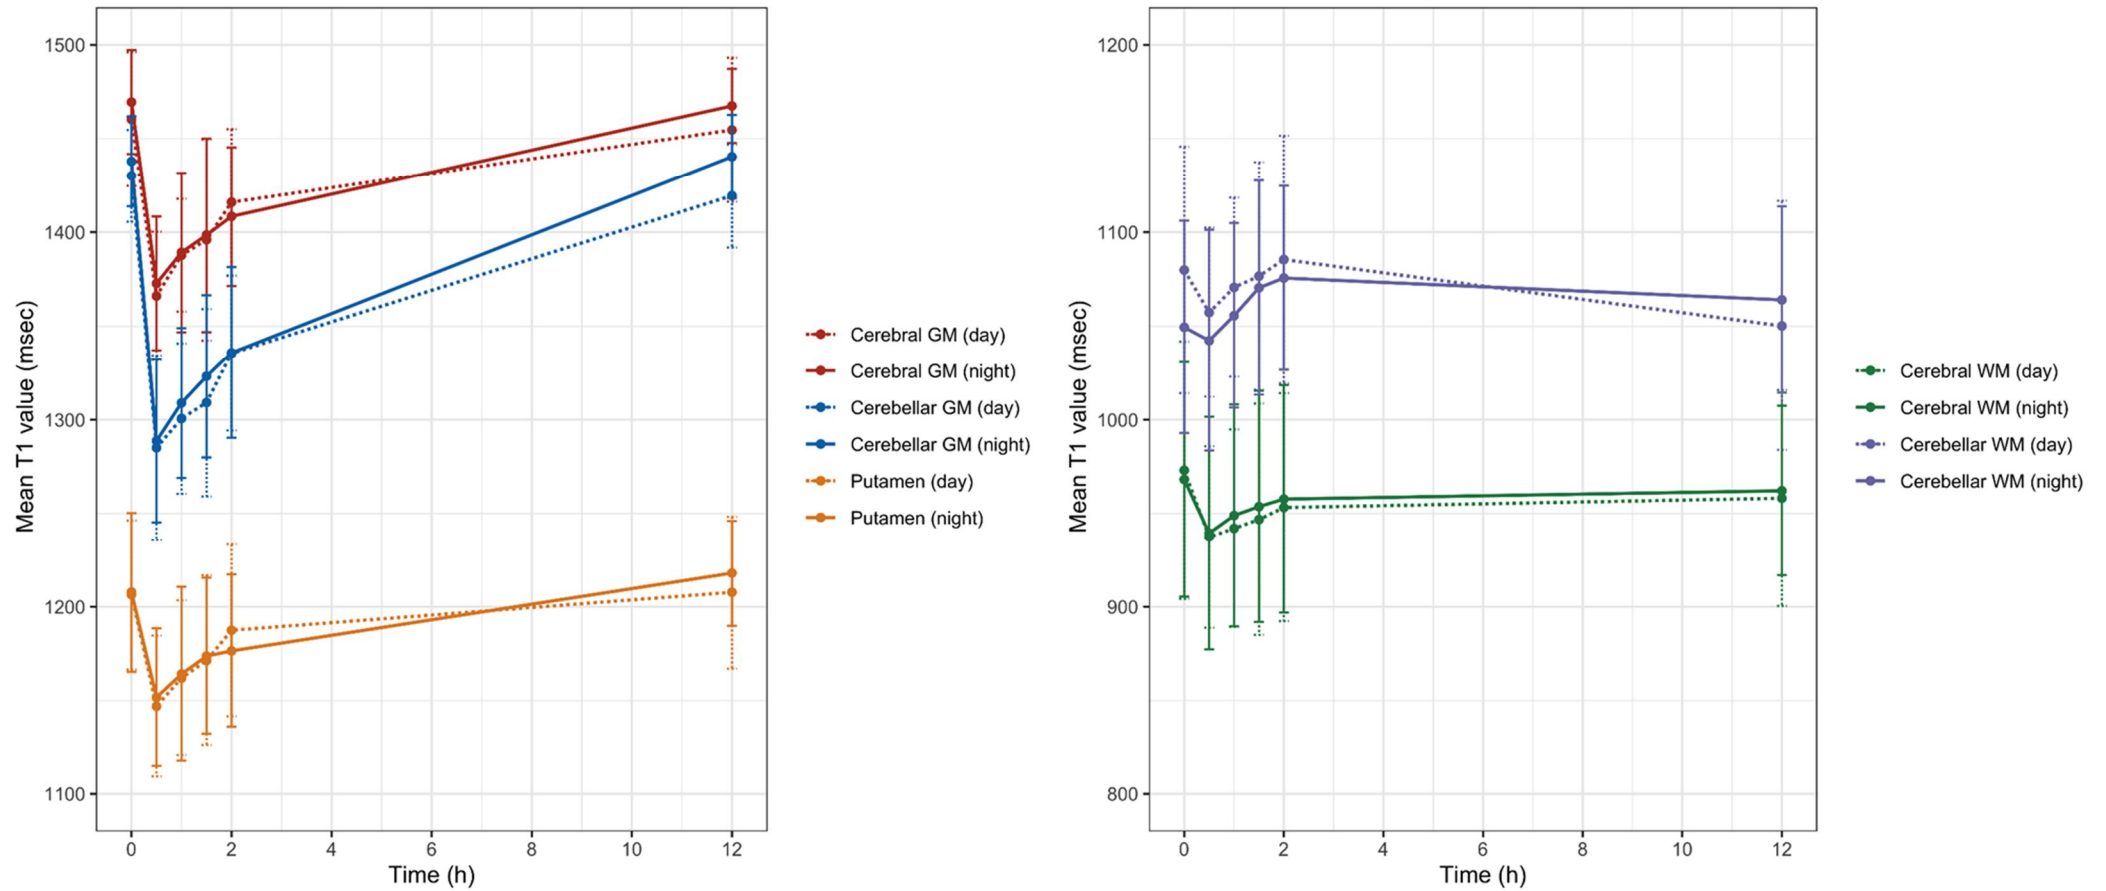 1500
1400
1300
1200
1100
Mean T1 value (msec)
0 2 4 6 8 10 12
Time (h)
Cerebral GM (day)
Cerebral GM (night)
Cerebellar GM (day)
Cerebellar GM (night)
Putamen (day)
Putamen (night)
1200
1100
1000
900
800
Mean T1 value (msec)
0 2 4 6 8 10 12
Time (h)
Cerebral WM (day)
Cerebral WM (night)
Cerebellar WM (day)
Cerebellar WM (night)